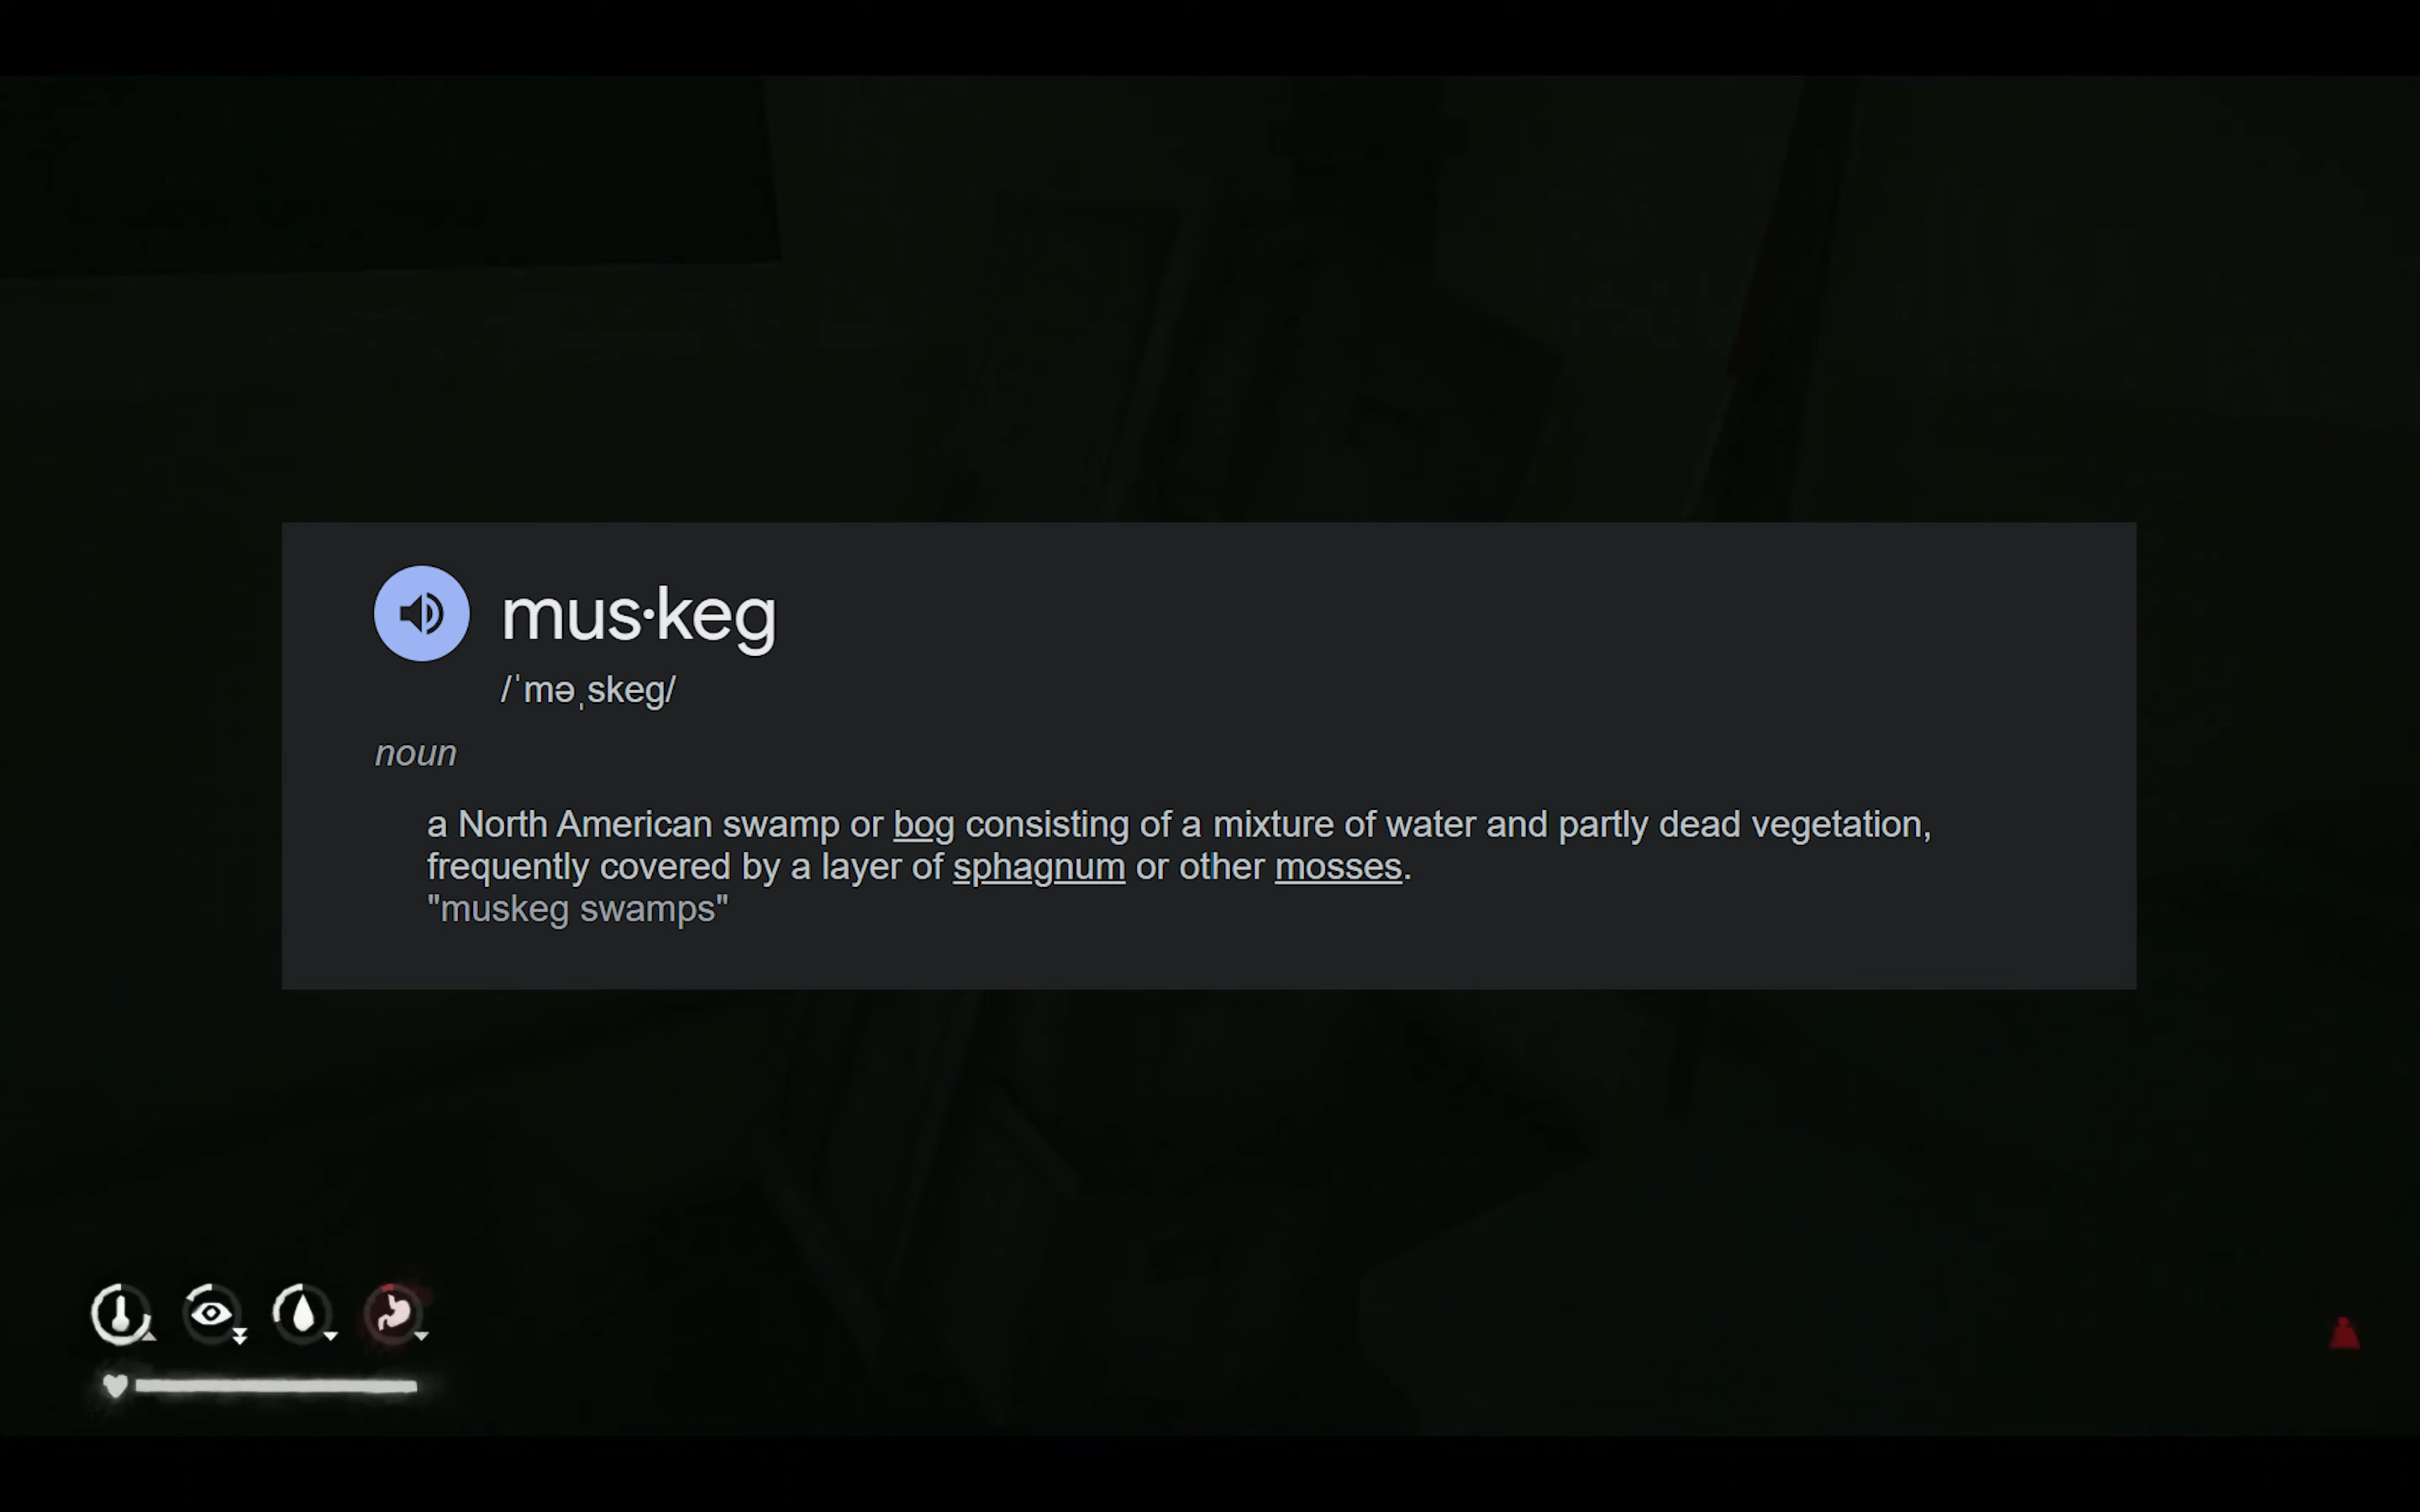 mus·keg
/ˈməˌskeg/
noun
a North American swamp or bog consisting of a mixture of water and partly dead vegetation,
frequently covered by a layer of sphagnum or other mosses.
"muskeg swamps"